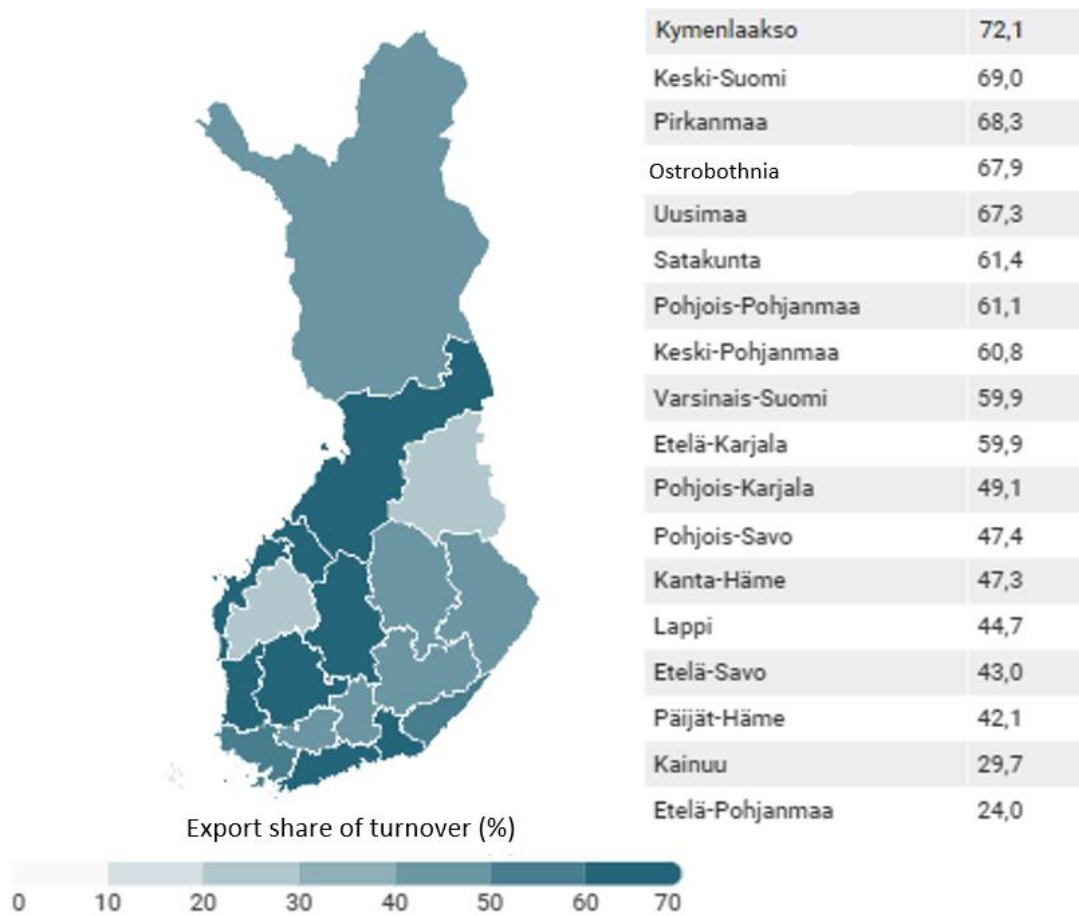 Kymenlaakso 72,1
Keski-Suomi 69,0
Pirkanmaa 68,3
Ostrobothnia 67,9
Uusimaa 67,3
Satakunta 61,4
Pohjois-Pohjanmaa 61,1
Keski-Pohjanmaa 60,8
Varsinais-Suomi 59,9
Etelä-Karjala 59,9
Pohjois-Karjala 49,1
Pohjois-Savo 47,4
Kanta-Häme 47,3
Lappi 44,7
Etelä-Savo 43,0
Päijät-Häme 42,1
Kainuu 29,7
Etelä-Pohjanmaa 24,0
Export share of turnover (%)
0 10 20 30 40 50 60 70